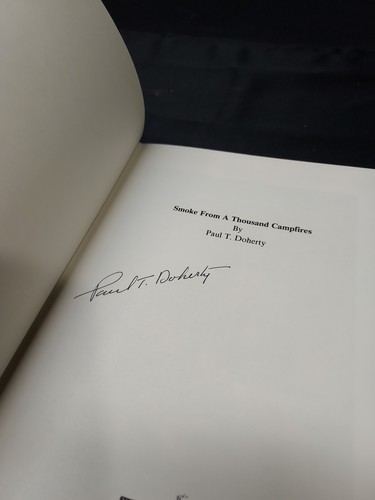 Smoke From A Thousand Campfires
By
Paul T. Doherty
Paul T. Doherty